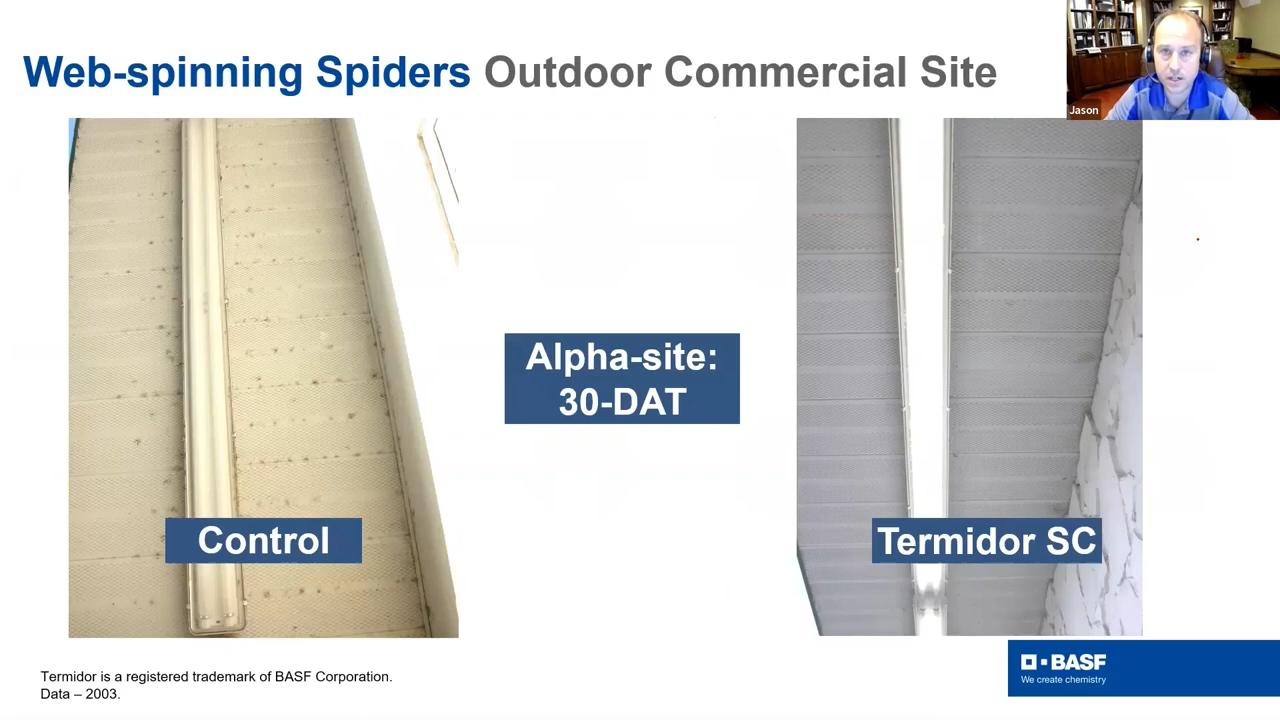 Web-spinning Spiders Outdoor Commercial Site
Jason
Alpha-site:
30-DAT
Control
Termidor SC
Termidor is a registered trademark of BASF Corporation.
Data – 2003.
BASF
We create chemistry